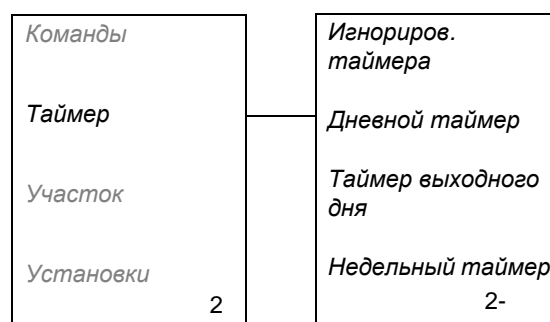 Команды
Таймер
Участок
Установки
2
Игнориров.
таймера
Дневной таймер
Таймер выходного
дня
Недельный таймер
2-